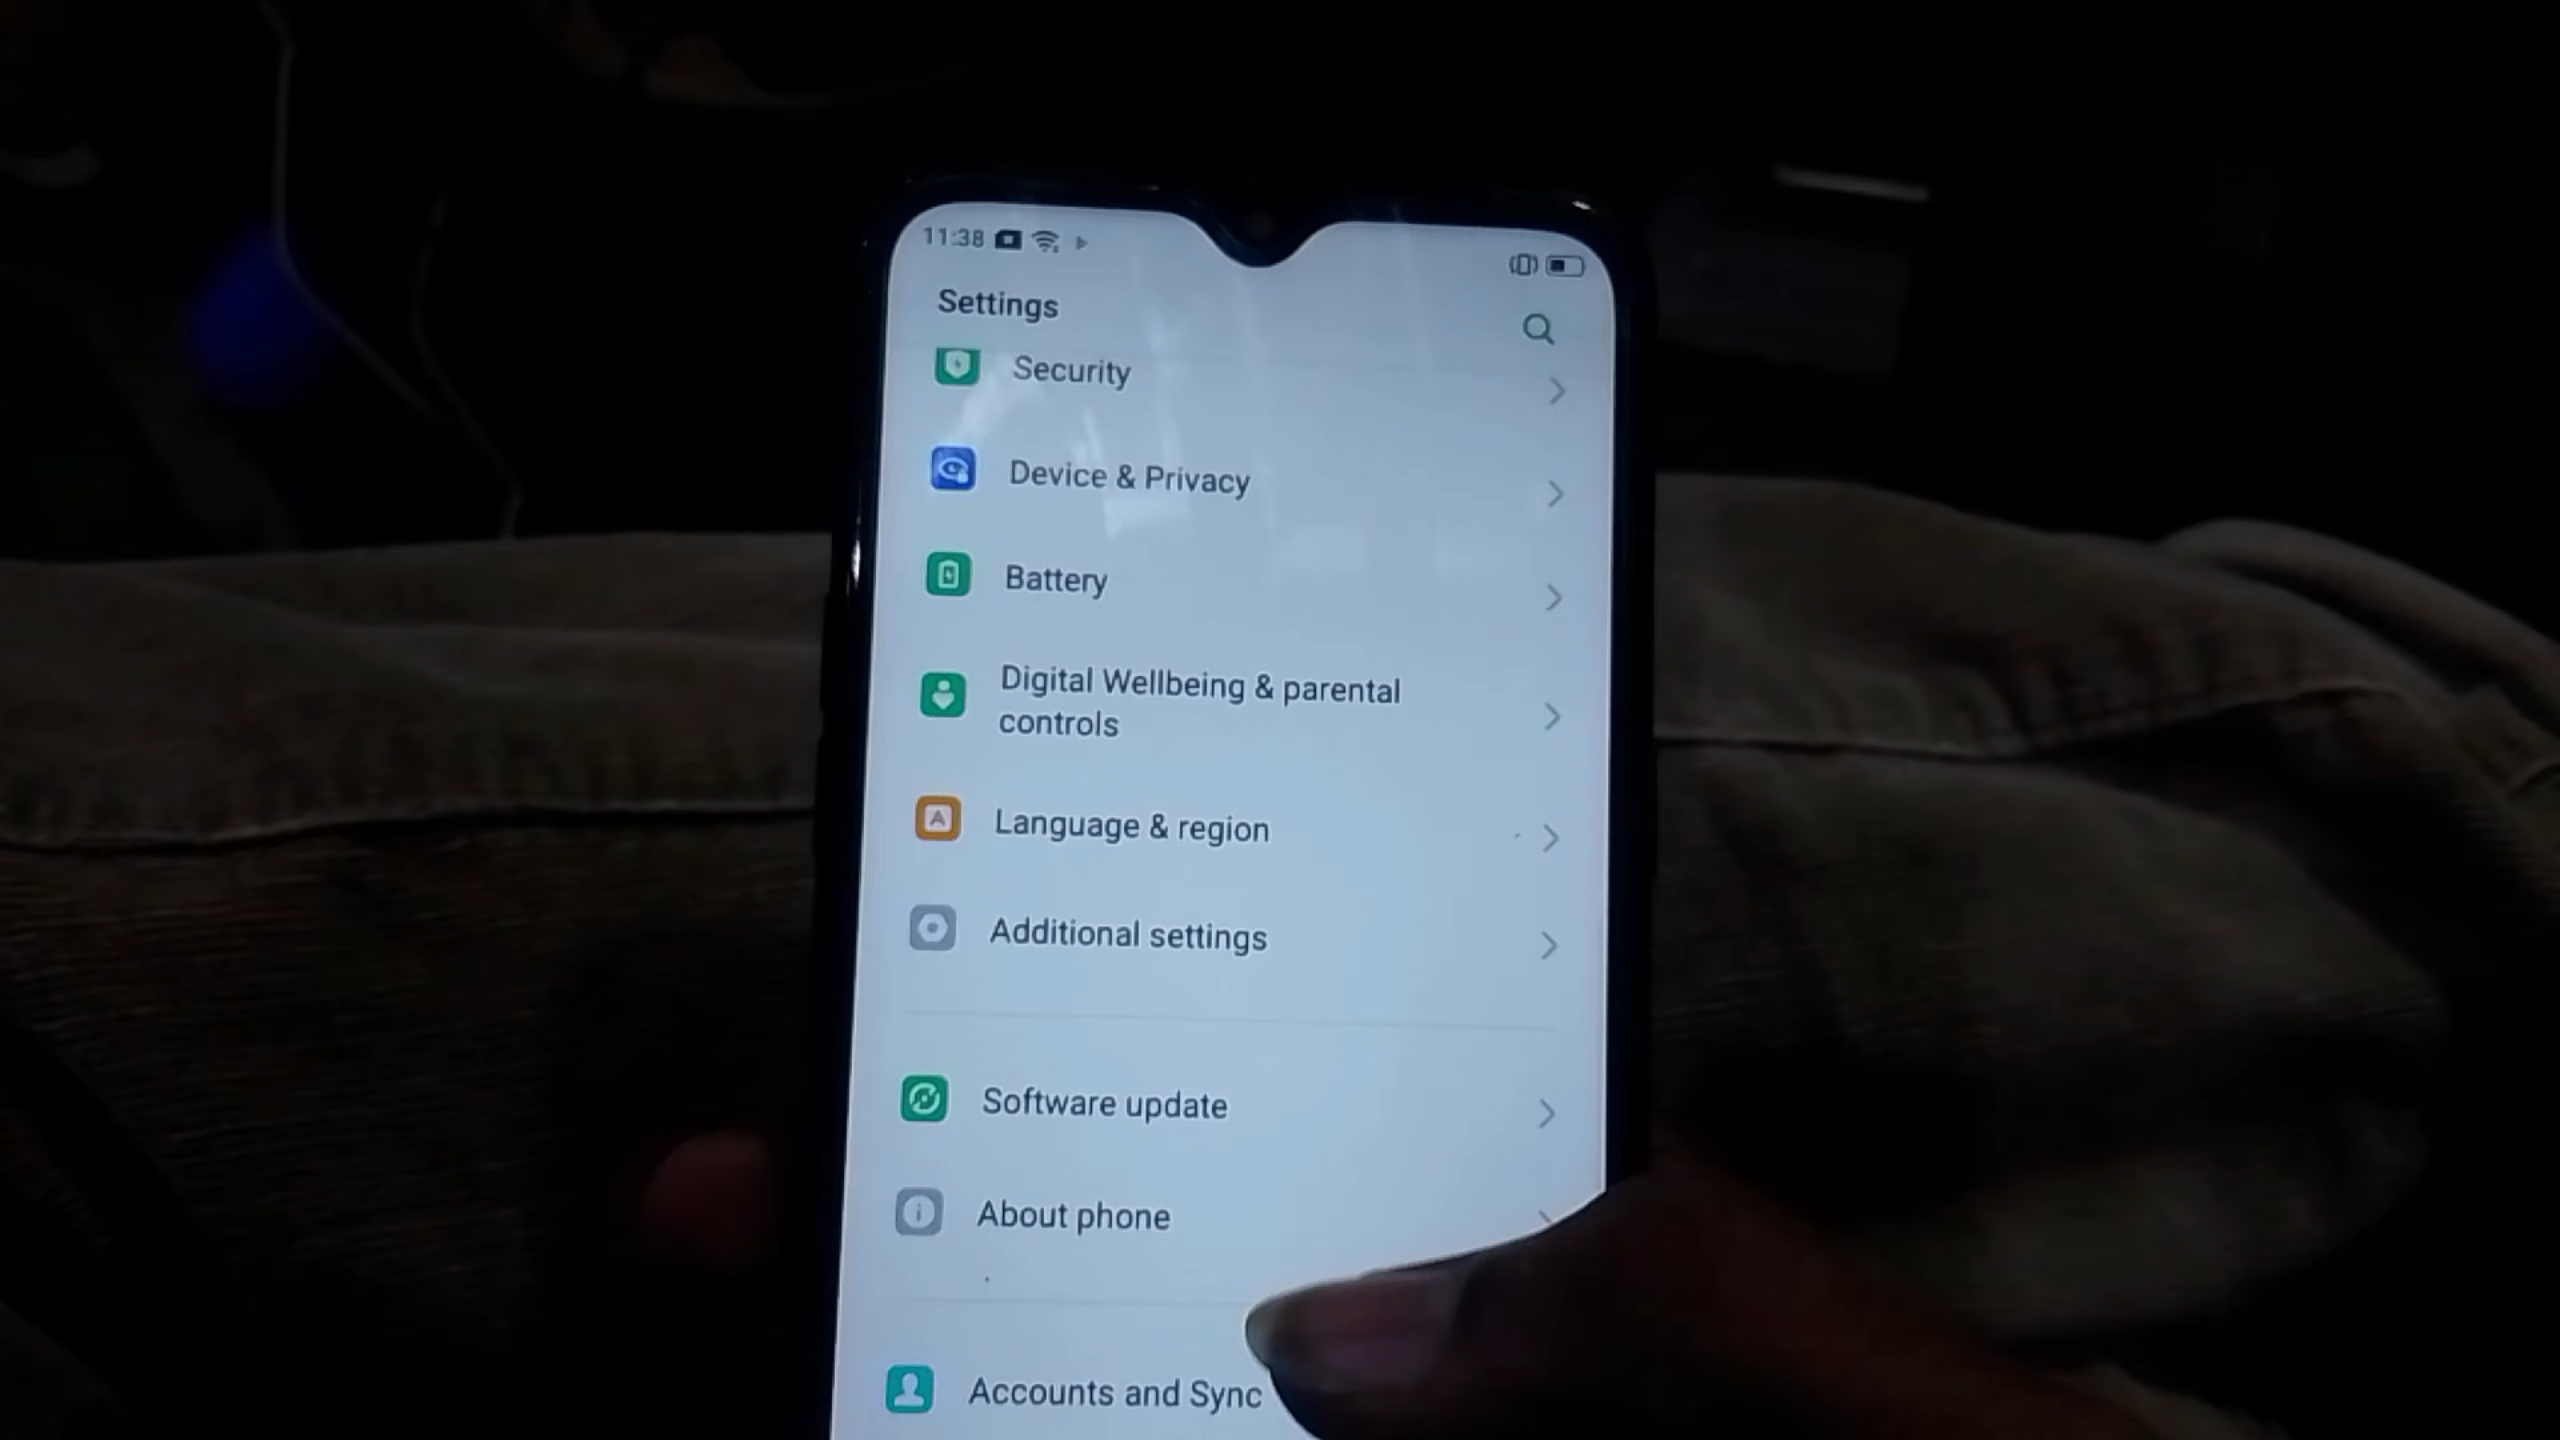 11:38
Settings
Security
Device & Privacy
Battery
Digital Wellbeing & parental
controls
Language & region
Additional settings
Software update
About phone
Accounts and Sync